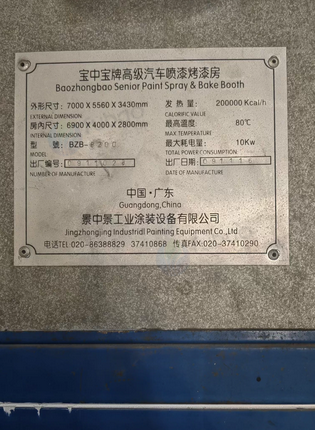 宝中宝牌高级汽车喷漆烤漆房
Baozhongbao Senior Paint Spray & Bake Booth
外形尺寸: 7000 X 5560 X 3430mm 发 热 量: 200000 Kcal/h
EXTERNAL DIMENSION CALORIFIC VALUE
房内尺寸: 6900 X 4000 X 2800mm 最高温度: 80℃
EXTERNAL DIMENSION MAX.TEMPERATURE
型 號: BZB- 最大耗电量: 10Kw
MODEL TOTAL POWER CONSUMPTION
出厂编号: 出厂日期:
NUMBER OF MANUFACTURE DATE OF MANUFACTURE
中国·广东
Guangdong,China
景中景工业涂装设备有限公司
Jingzhongjing Industridl Painting Equipment Co.,Ltd.
电话TEL:020-86388829 37410868 传真FAX:020-37410290